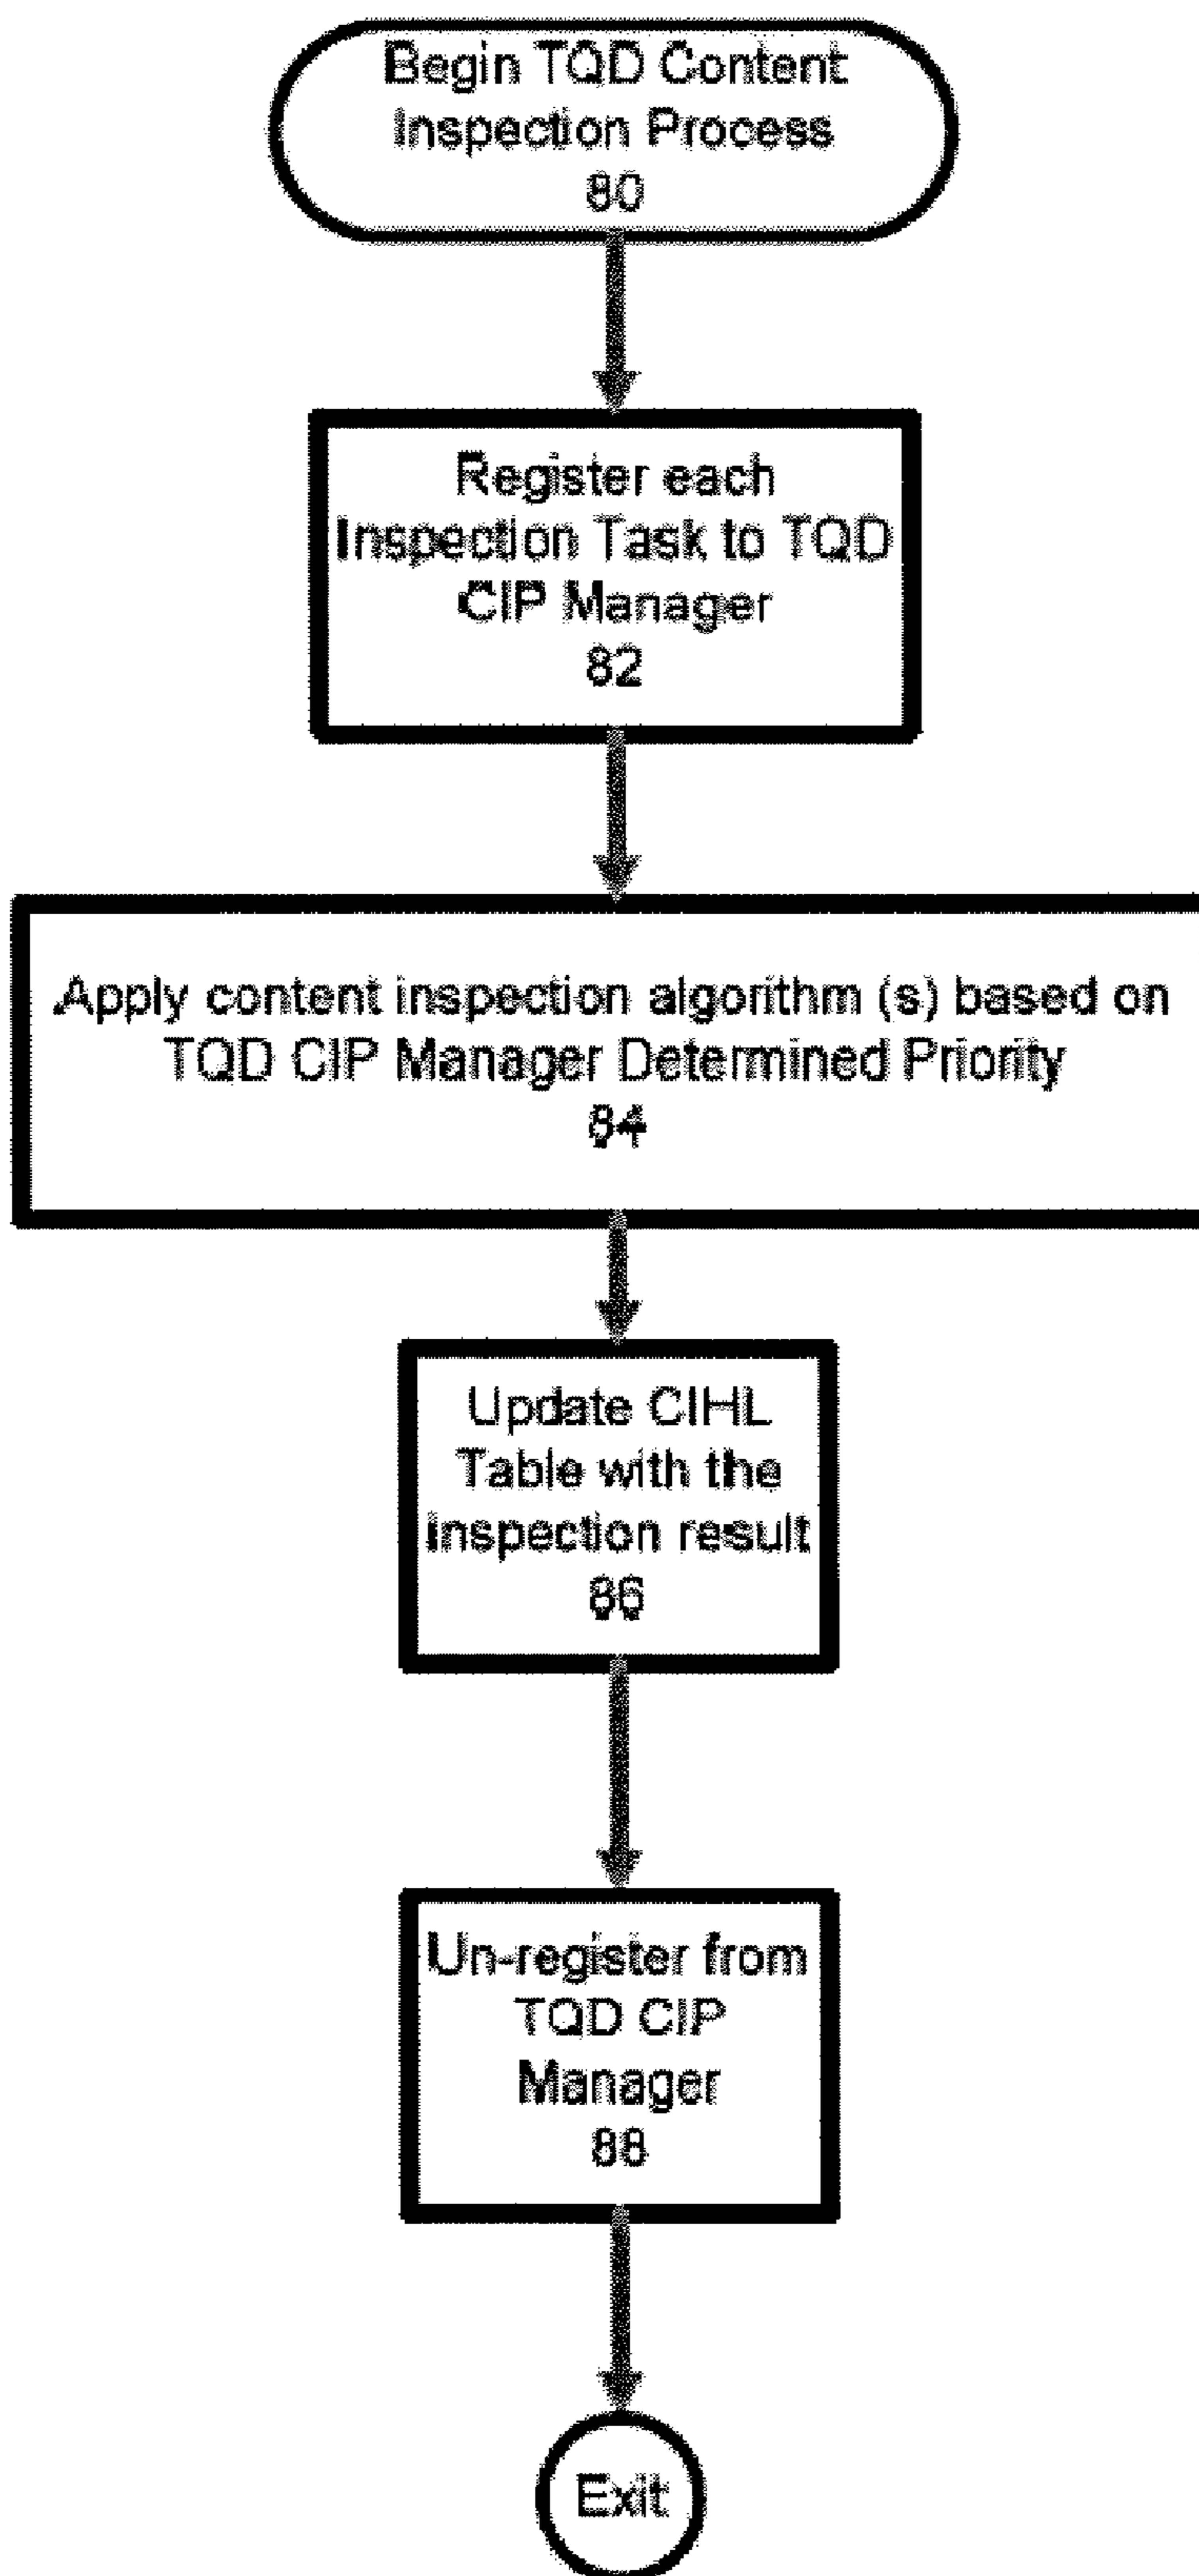 Begin TQD Content
Inspection Process
80
Register each
Inspection Task to TQD
CIP Manager
82
Apply content inspection algorithm (s) based on
TQD CIP Manager Determined Priority
84
Update CIHL
Table with the
inspection result
86
Un-register from
TQD CIP
Manager
88
Exit